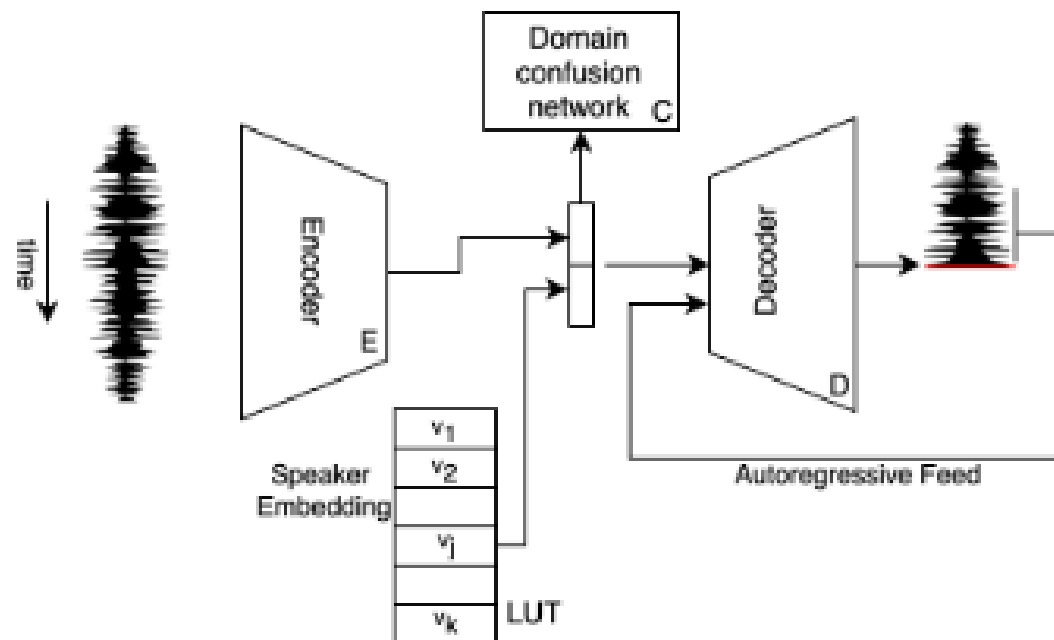 Domain
confusion
network
C
time
Encoder
E
Decoder
D
Speaker
Embedding
v1
v2
vj
vk
LUT
Autoregressive Feed